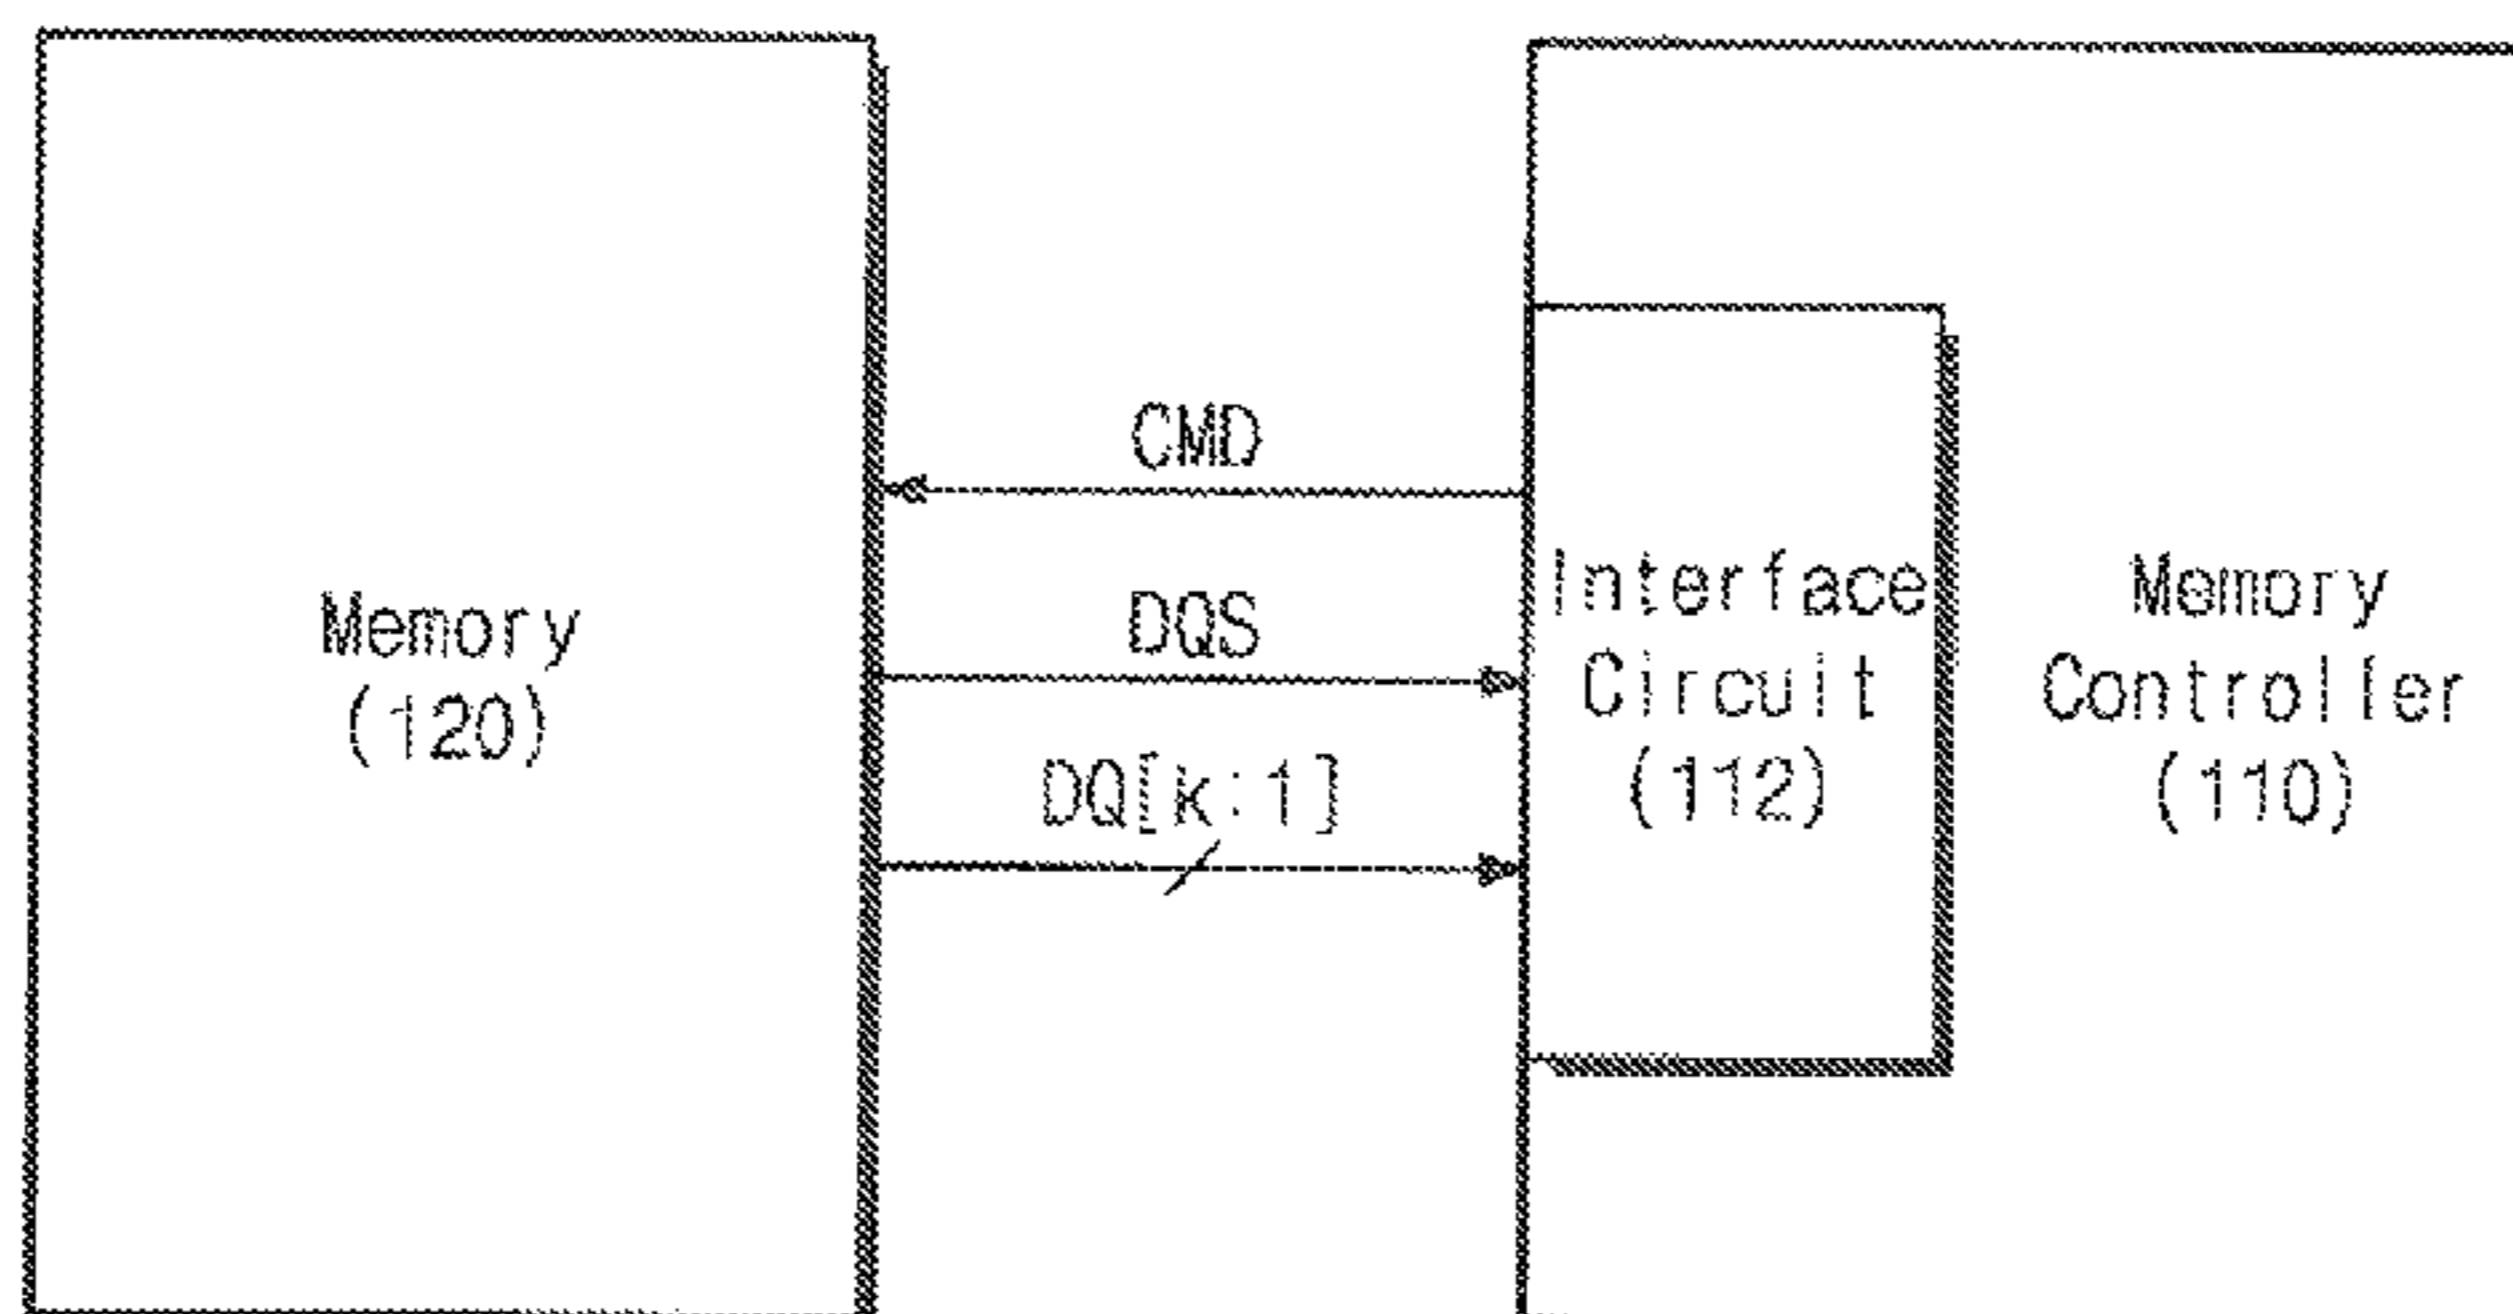 Memory
(120)
CMD
DQS
DQ[k:1]
Interface
Circuit
(112)
Memory
Controller
(110)